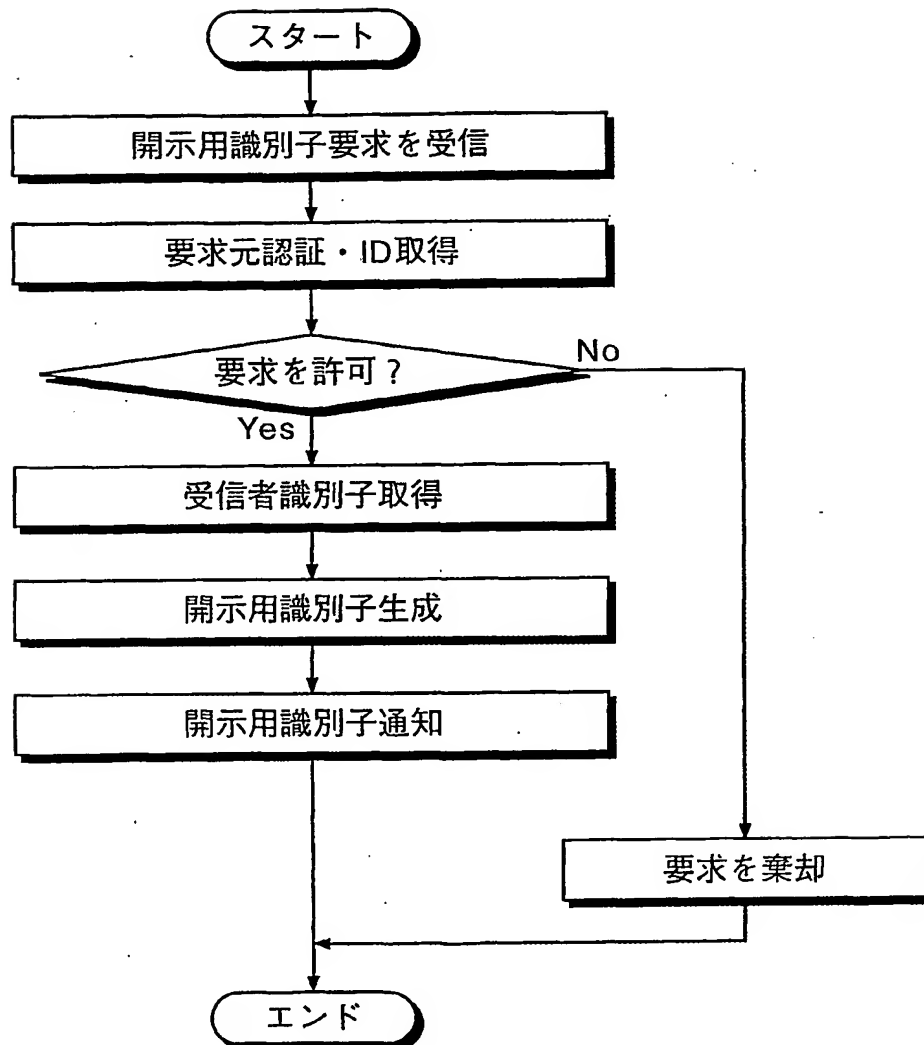 スタート
開示用識別子要求を受信
要求元認証・ID取得
要求を許可？
No
Yes
受信者識別子取得
開示用識別子生成
開示用識別子通知
要求を棄却
エンド